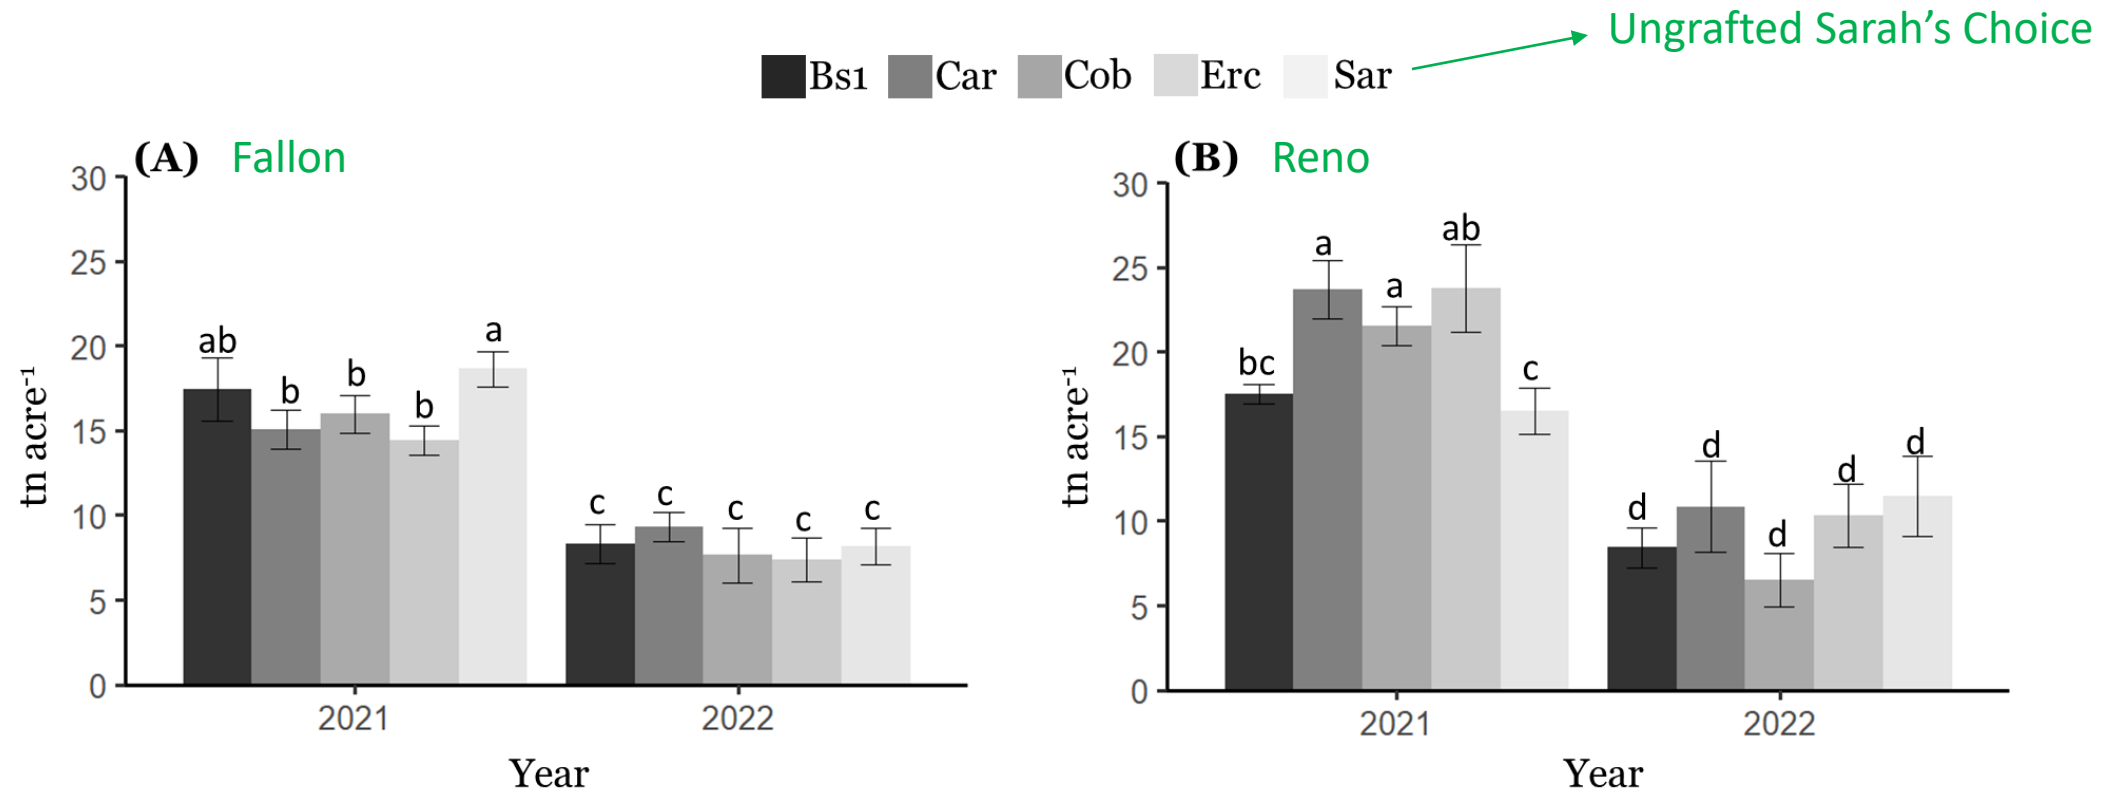 Ungrafted Sarah’s Choice
Bs1 Car Cob Erc Sar
(A) Fallon
30
25
20
15
10
5
0
tn acre-1
ab b b b a
c c c c c
2021 2022
Year
(B) Reno
30
25
20
15
10
5
0
tn acre-1
bc a a ab c
d d d d d
2021 2022
Year